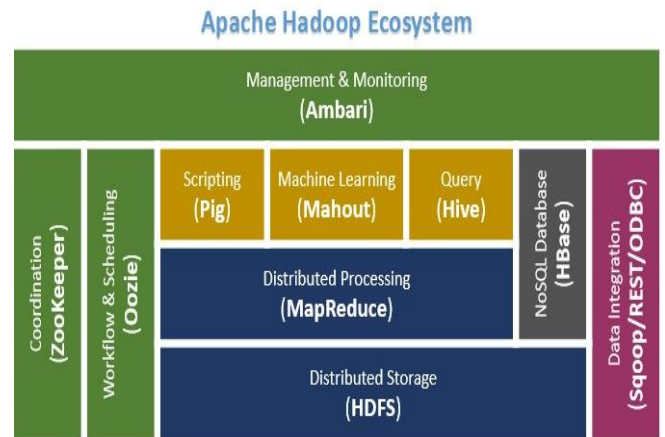 Apache Hadoop Ecosystem
Management & Monitoring
(Ambari)
Coordination
(ZooKeeper)
Workflow & Scheduling
(Oozie)
Scripting
(Pig)
Machine Learning
(Mahout)
Query
(Hive)
NoSQL Database
(HBase)
Data Integration
(Sqoop/REST/ODBC)
Distributed Processing
(MapReduce)
Distributed Storage
(HDFS)